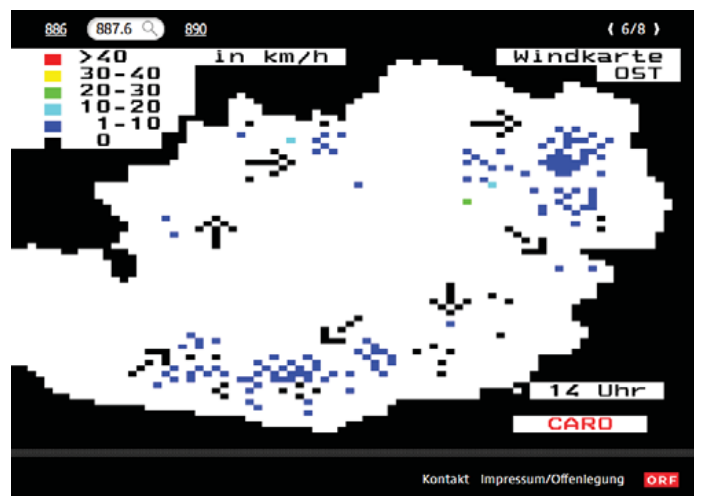 886 887.6 890 ( 6/8 )
>40 in km/h Windkarte
30-40 OST
20-30
10-20
1-10
0
14 Uhr
CARO
Kontakt Impressum/Offenlegung ORF